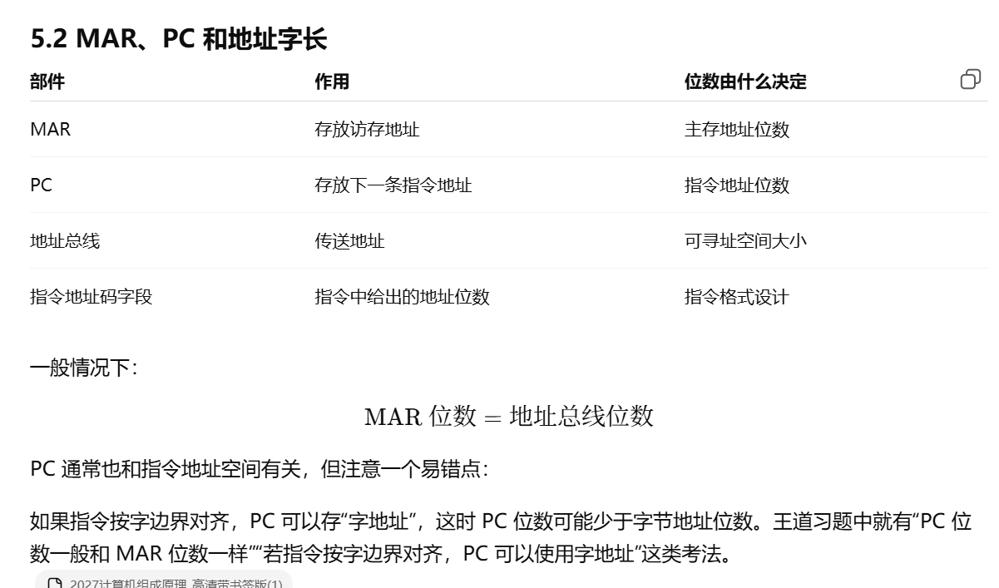 5.2 MAR、PC 和地址字长
部件 作用 位数由什么决定
MAR 存放访存地址 主存地址位数
PC 存放下一条指令地址 指令地址位数
地址总线 传送地址 可寻址空间大小
指令地址码字段 指令中给出的地址位数 指令格式设计
一般情况下：
MAR 位数 = 地址总线位数
PC 通常也和指令地址空间有关，但注意一个易错点：
如果指令按字边界对齐，PC 可以存“字地址”，这时 PC 位数可能少于字节地址位数。王道习题中就有“PC 位
数一般和 MAR 位数一样”“若指令按字边界对齐，PC 可以使用字地址”这类考法。
2027计算机组成原理_高清带书签版(1)